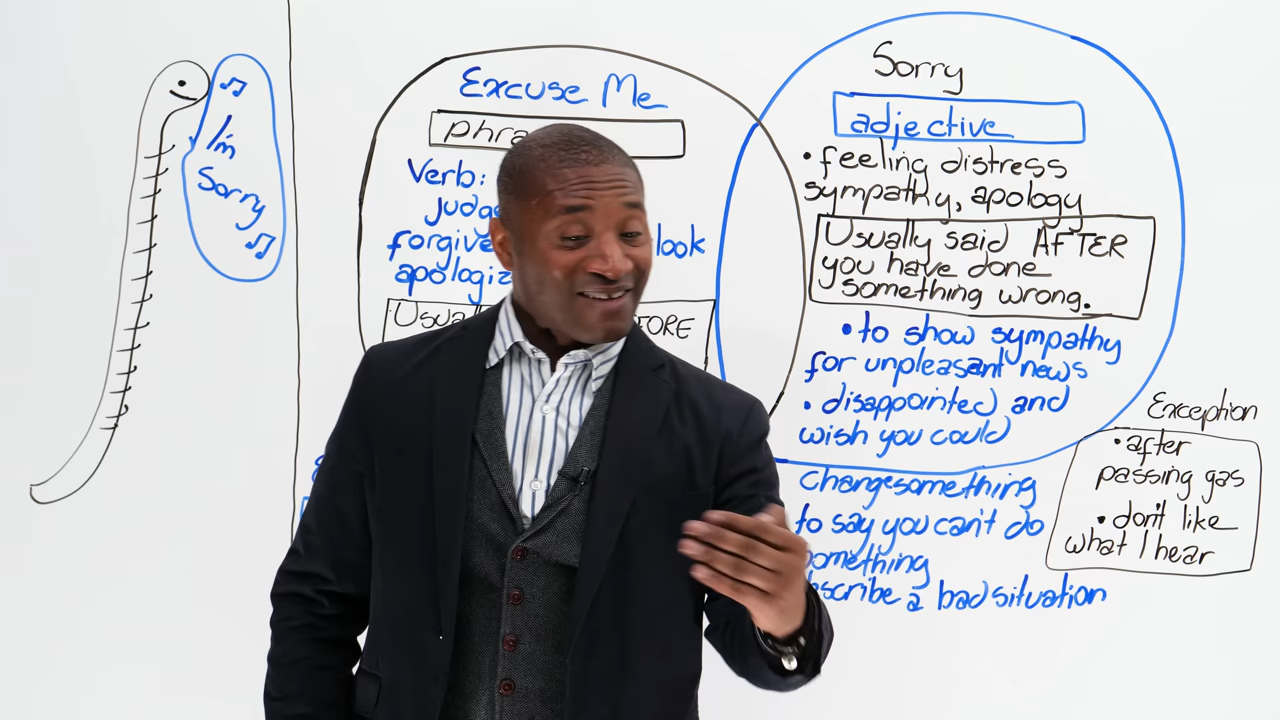 I'm
Sorry
Excuse Me
Verb:
forgive look
Sorry
adjective
• feeling distress
sympathy, apology
Usually said AFTER
you have done
something wrong.
• to show sympathy
for unpleasant news
• disappointed and
wish you could
change something
to say you can't do
something
a bad situation
Exception
• after
passing gas
• don't like
what I hear